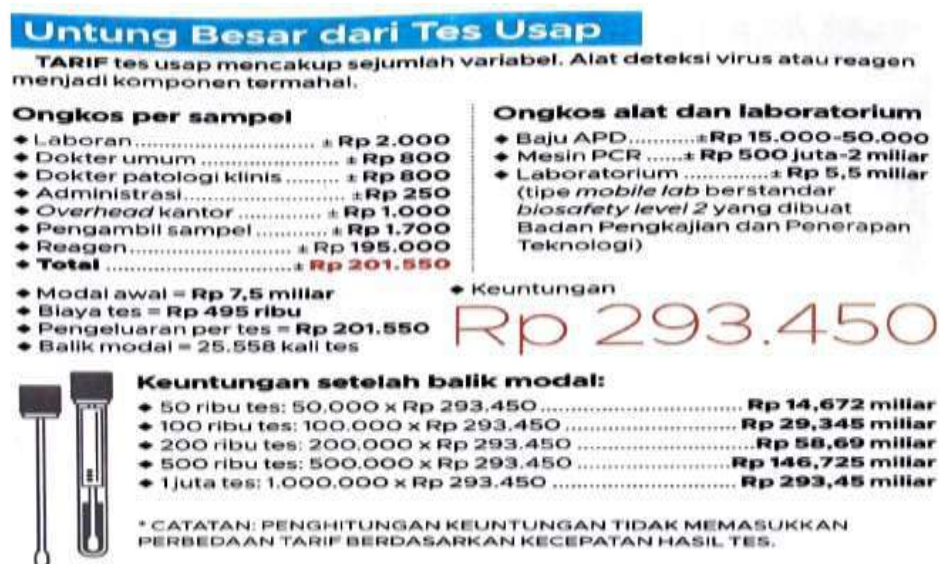 Untung Besar dari Tes Usap
TARIF tes usap mencakup sejumlah variabel. Alat deteksi virus atau reagen
menjadi komponen termahal.
Ongkos per sampel
◆ Laboran ............................ ± Rp 2.000
◆ Dokter umum ................... ± Rp 800
◆ Dokter patologi klinis ........ ± Rp 800
◆ Administrasi ......................... ± Rp 250
◆ Overhead kantor .............. ± Rp 1.000
◆ Pengambil sampel ........... ± Rp 1.700
◆ Reagen ......................... ± Rp 195.000
◆ Total ............................ ± Rp 201.550
Ongkos alat dan laboratorium
◆ Baju APD ......... ±Rp 15.000-50.000
◆ Mesin PCR ..... ± Rp 500 juta-2 miliar
◆ Laboratorium ................ ± Rp 5,5 miliar
(tipe mobile lab berstandar
biosafety level 2 yang dibuat
Badan Pengkajian dan Penerapan
Teknologi)
◆ Modal awal = Rp 7,5 miliar
◆ Biaya tes = Rp 495 ribu
◆ Pengeluaran per tes = Rp 201.550
◆ Balik modal = 25.558 kali tes
◆ Keuntungan
Rp 293.450
Keuntungan setelah balik modal:
◆ 50 ribu tes: 50.000 x Rp 293.450 ............................ Rp 14,672 miliar
◆ 100 ribu tes: 100.000 x Rp 293.450 ........................ Rp 29,345 miliar
◆ 200 ribu tes: 200.000 x Rp 293.450 ........................ Rp 58,69 miliar
◆ 500 ribu tes: 500.000 x Rp 293.450 ..................... Rp 146,725 miliar
◆ 1 juta tes: 1.000.000 x Rp 293.450 ......................... Rp 293,45 miliar
* CATATAN: PENGHITUNGAN KEUNTUNGAN TIDAK MEMASUKKAN
PERBEDAAN TARIF BERDASARKAN KECEPATAN HASIL TES.